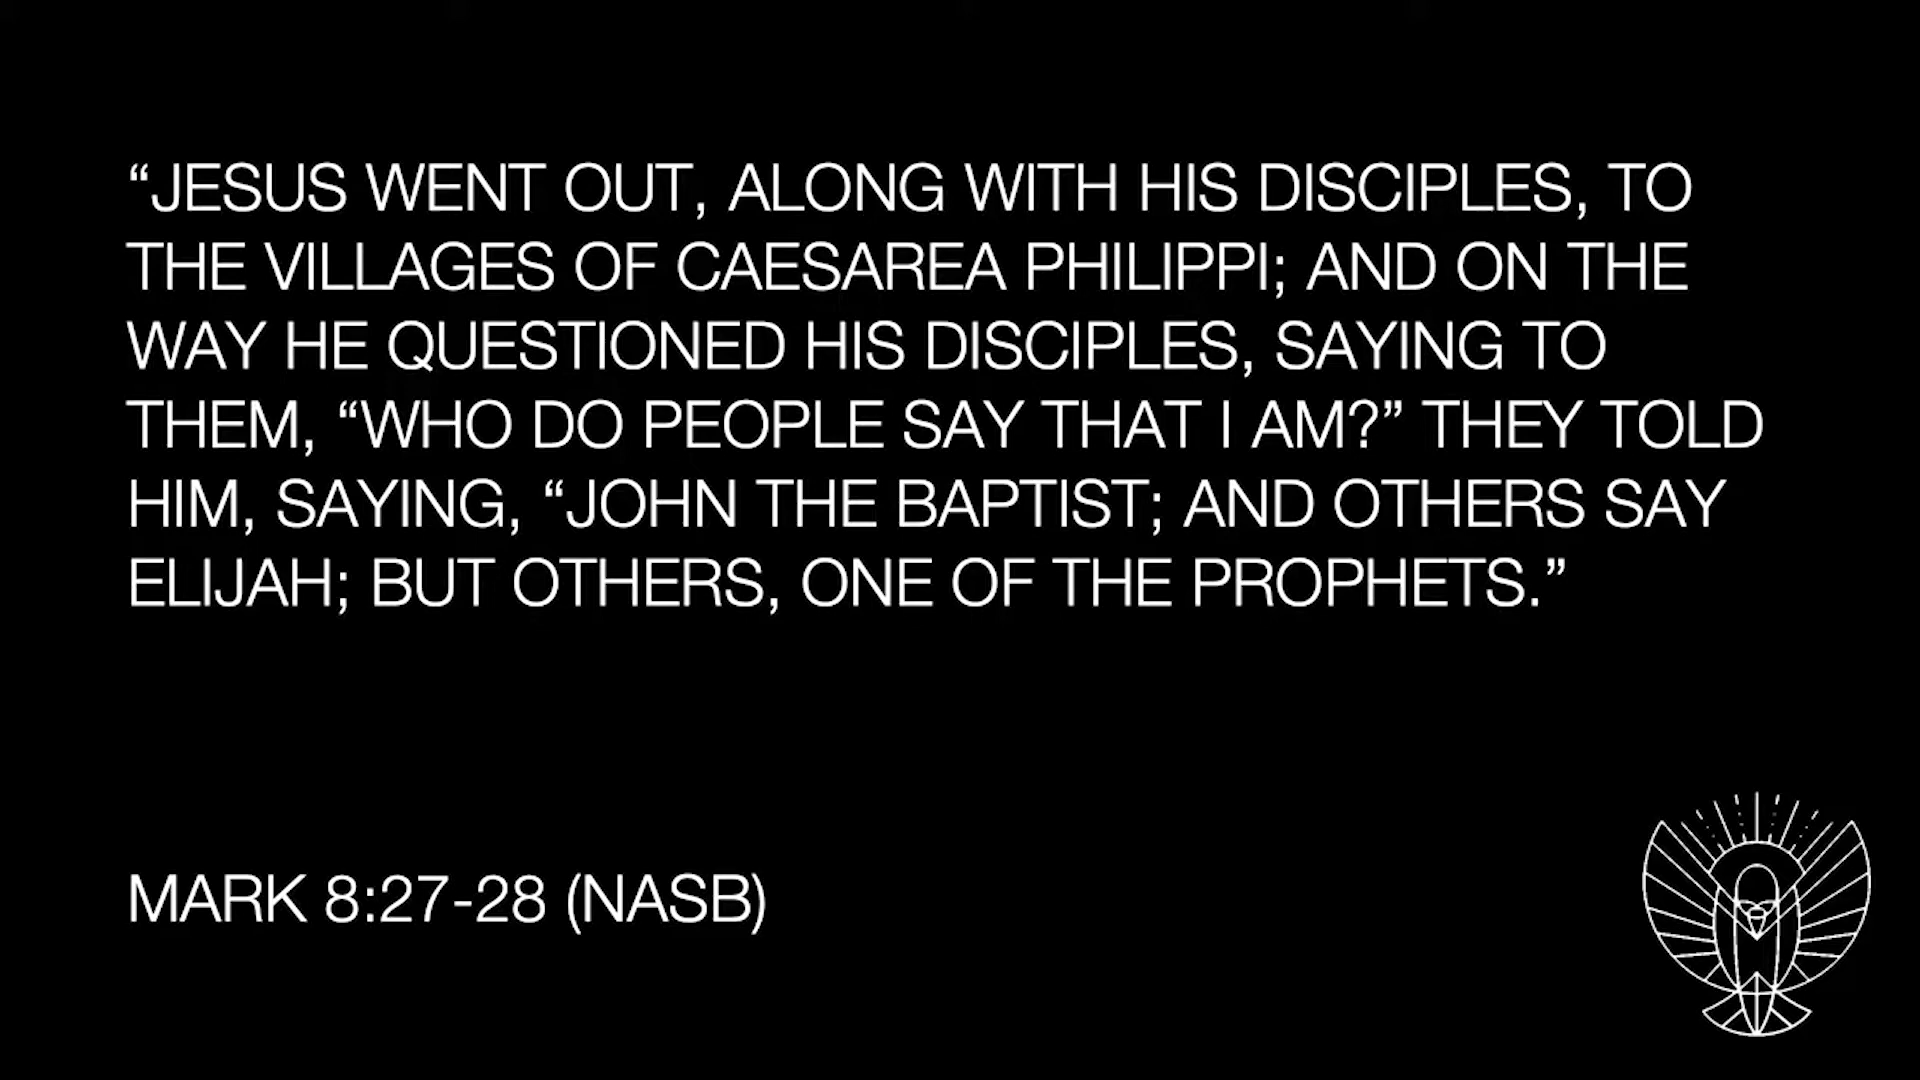 “JESUS WENT OUT, ALONG WITH HIS DISCIPLES, TO
THE VILLAGES OF CAESAREA PHILIPPI; AND ON THE
WAY HE QUESTIONED HIS DISCIPLES, SAYING TO
THEM, “WHO DO PEOPLE SAY THAT I AM?” THEY TOLD
HIM, SAYING, “JOHN THE BAPTIST; AND OTHERS SAY
ELIJAH; BUT OTHERS, ONE OF THE PROPHETS.”
MARK 8:27-28 (NASB)